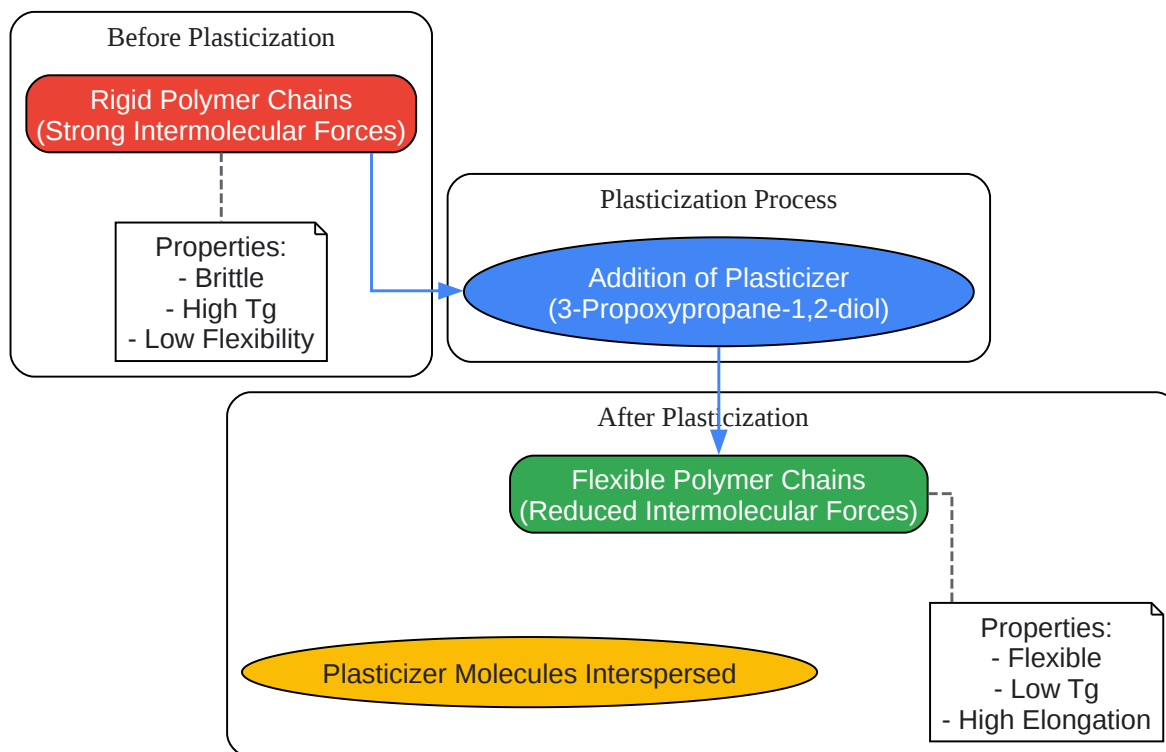 Before Plasticization
Rigid Polymer Chains
(Strong Intermolecular Forces)
Properties:
- Brittle
- High Tg
- Low Flexibility
Plasticization Process
Addition of Plasticizer
(3-Propoxypropane-1,2-diol)
After Plasticization
Flexible Polymer Chains
(Reduced Intermolecular Forces)
Plasticizer Molecules Interspersed
Properties:
- Flexible
- Low Tg
- High Elongation